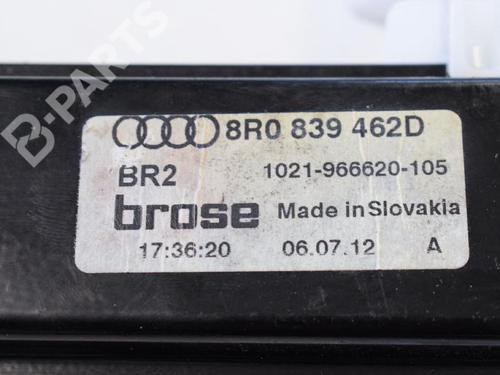 B-PARTS
8R0 839 462D
BR2 1021-966620-105
brose Made in Slovakia
17:36:20 06.07.12 A